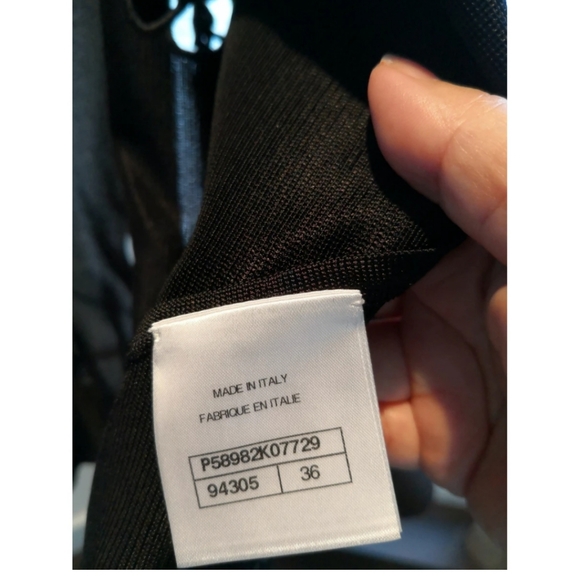 MADE IN ITALY
FABRIQUE EN ITALIE
P58982K07729
94305 36